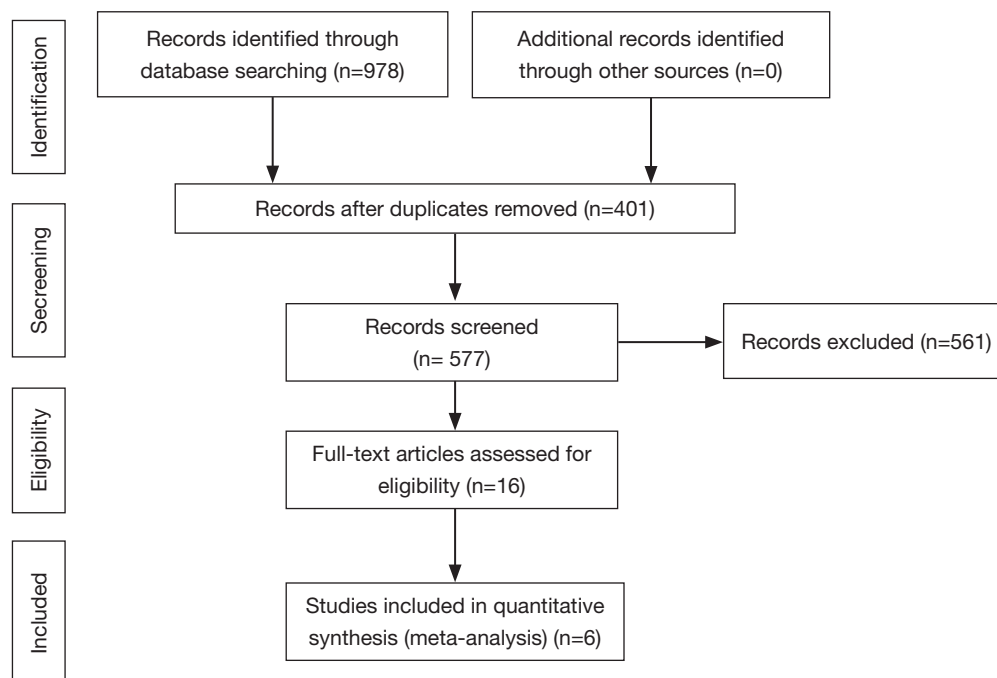 Identification
Records identified through
database searching (n=978)
Additional records identified
through other sources (n=0)
Records after duplicates removed (n=401)
Secreening
Records screened
(n= 577)
Records excluded (n=561)
Eligibility
Full-text articles assessed for
eligibility (n=16)
Included
Studies included in quantitative
synthesis (meta-analysis) (n=6)